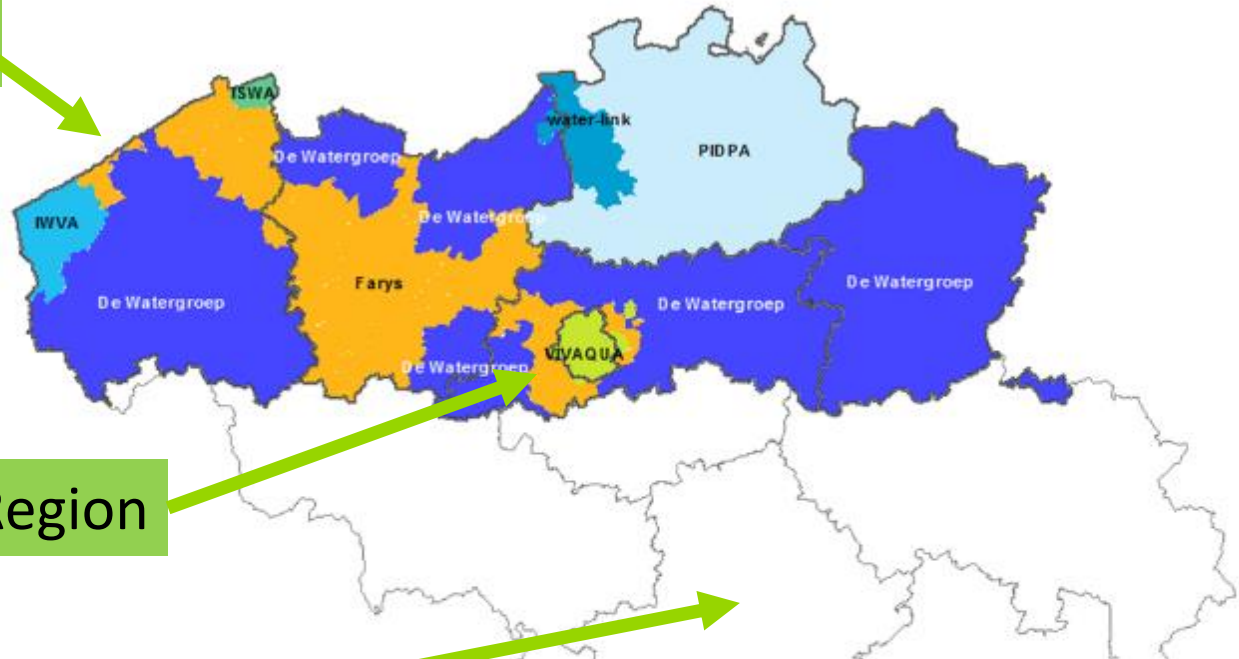 ISWA
water-link
De Watergroep
PIDPA
IWVA
De Watergroep
Farys
De Watergroep
De Watergroep
De Watergroep
VIVAQUA
De Watergroep
Region